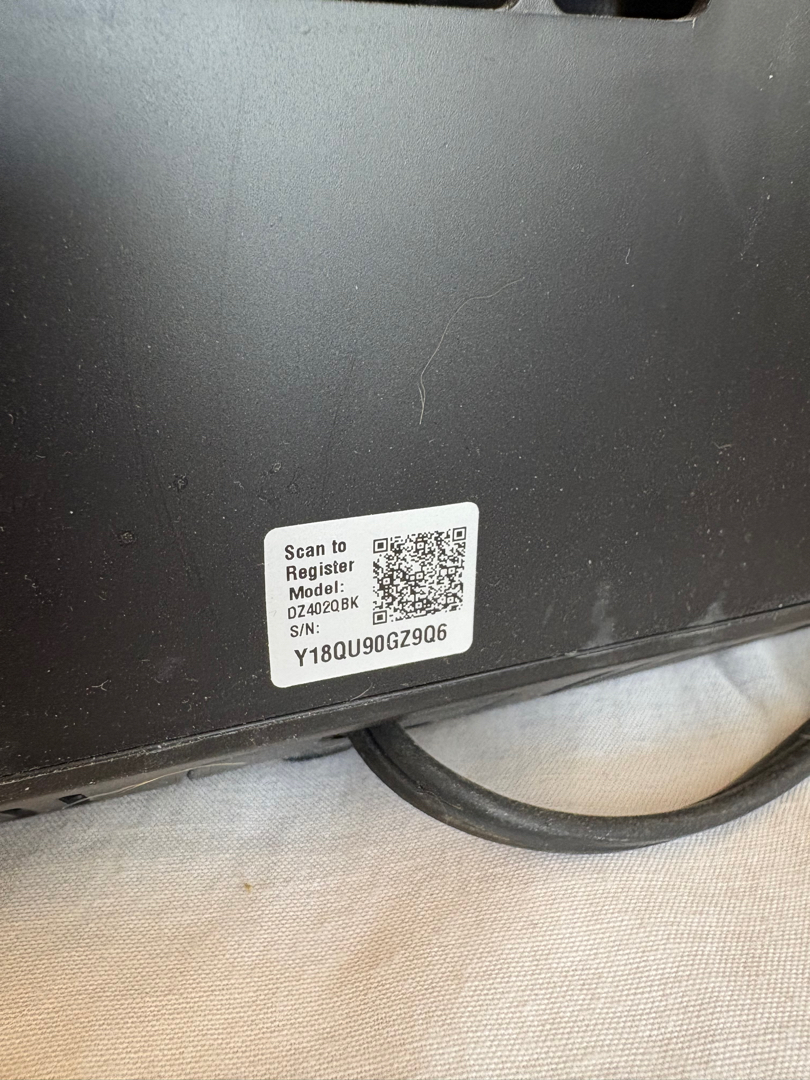 Scan to
Register
Model:
DZ402QBK
S/N:
Y18QU90GZ9Q6